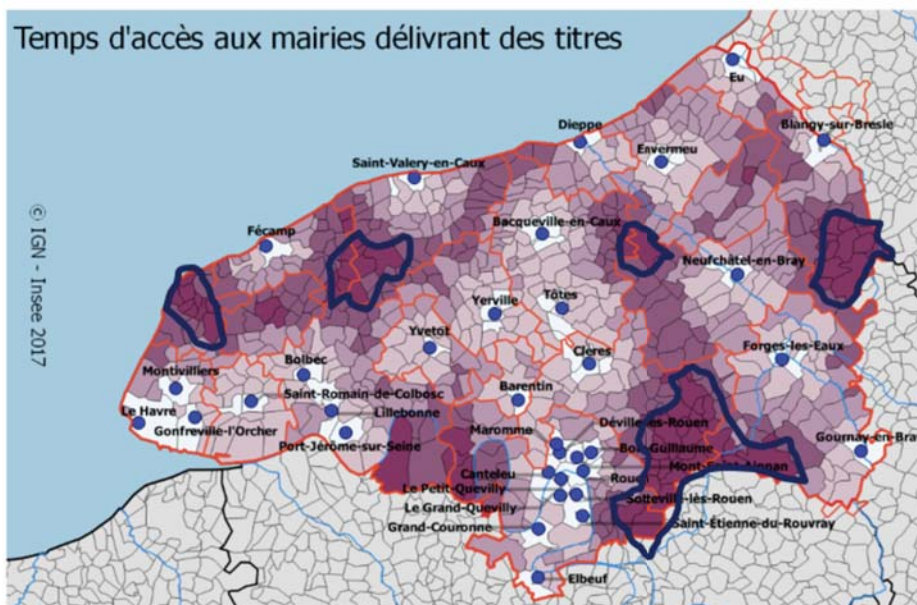 Temps d'accès aux mairies délivrant des titres
Eu
Dieppe
Blangy-sur-Bresle
Envermeu
Saint-Valery-en-Caux
© IGN - Insee 2017
Bacqueville-en-Caux
Fécamp
Neufchâtel-en-Bray
Yerville
Tôtes
Yvetot
Clères
Forges-les-Eaux
Bolbec
Montivilliers
Saint-Romain-de-Colbosc
Barentin
Le Havre
Lillebonne
Gonfreville-l'Orcher
Maromme
Déville-lès-Rouen
Port-Jérôme-sur-Seine
Bois-Guillaume
Gournay-en-Bray
Canteleu
Rouen
Mont-Saint-Aignan
Le Petit-Quevilly
Sotteville-lès-Rouen
Le Grand-Quevilly
Grand-Couronne
Saint-Étienne-du-Rouvray
Elbeuf